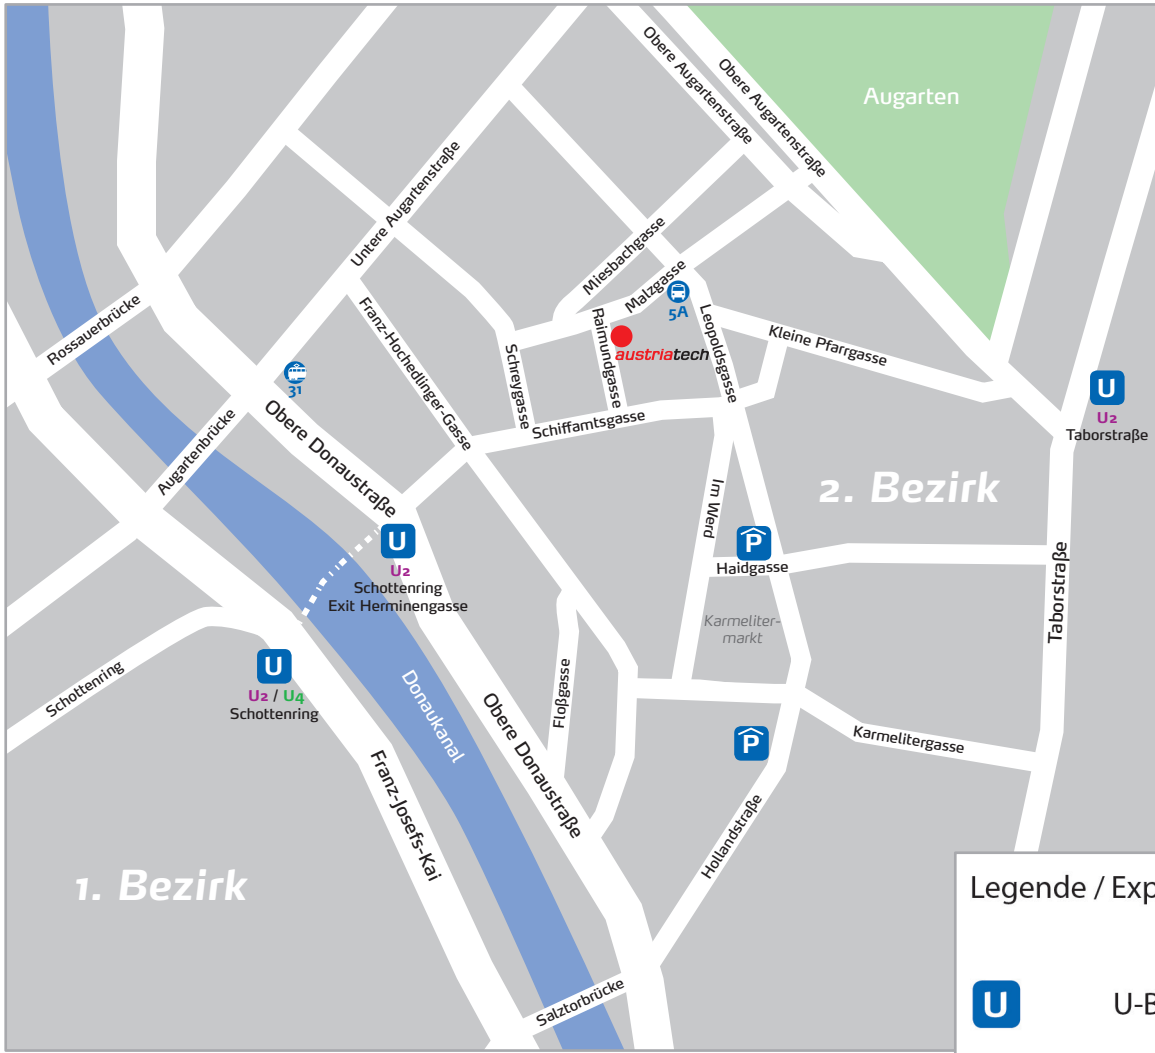 Obere Augartenstraße
Obere Augartenstraße
Augarten
Untere Augartenstraße
Miesbachgasse
Malzgasse
5A
Rossauerbrücke
Franz-Hochedlinger-Gasse
Raimundgasse
Leopoldsgasse
Kleine Pfarrgasse
austriatech
Schreygasse
31
U
U2
Taborstraße
Augartenbrücke
Obere Donaustraße
Schiffamtsgasse
2. Bezirk
Im Werd
U
U2
Schottenring
Exit Herminengasse
P
Haidgasse
Taborstraße
Karmeliter-
markt
Schottenring
U
U2 / U4
Schottenring
Donaukanal
Floßgasse
Obere Donaustraße
P
Karmelitergasse
Franz-Josefs-Kai
Hollandstraße
1. Bezirk
Legende / Exp
Salztorbrücke
U
U-B